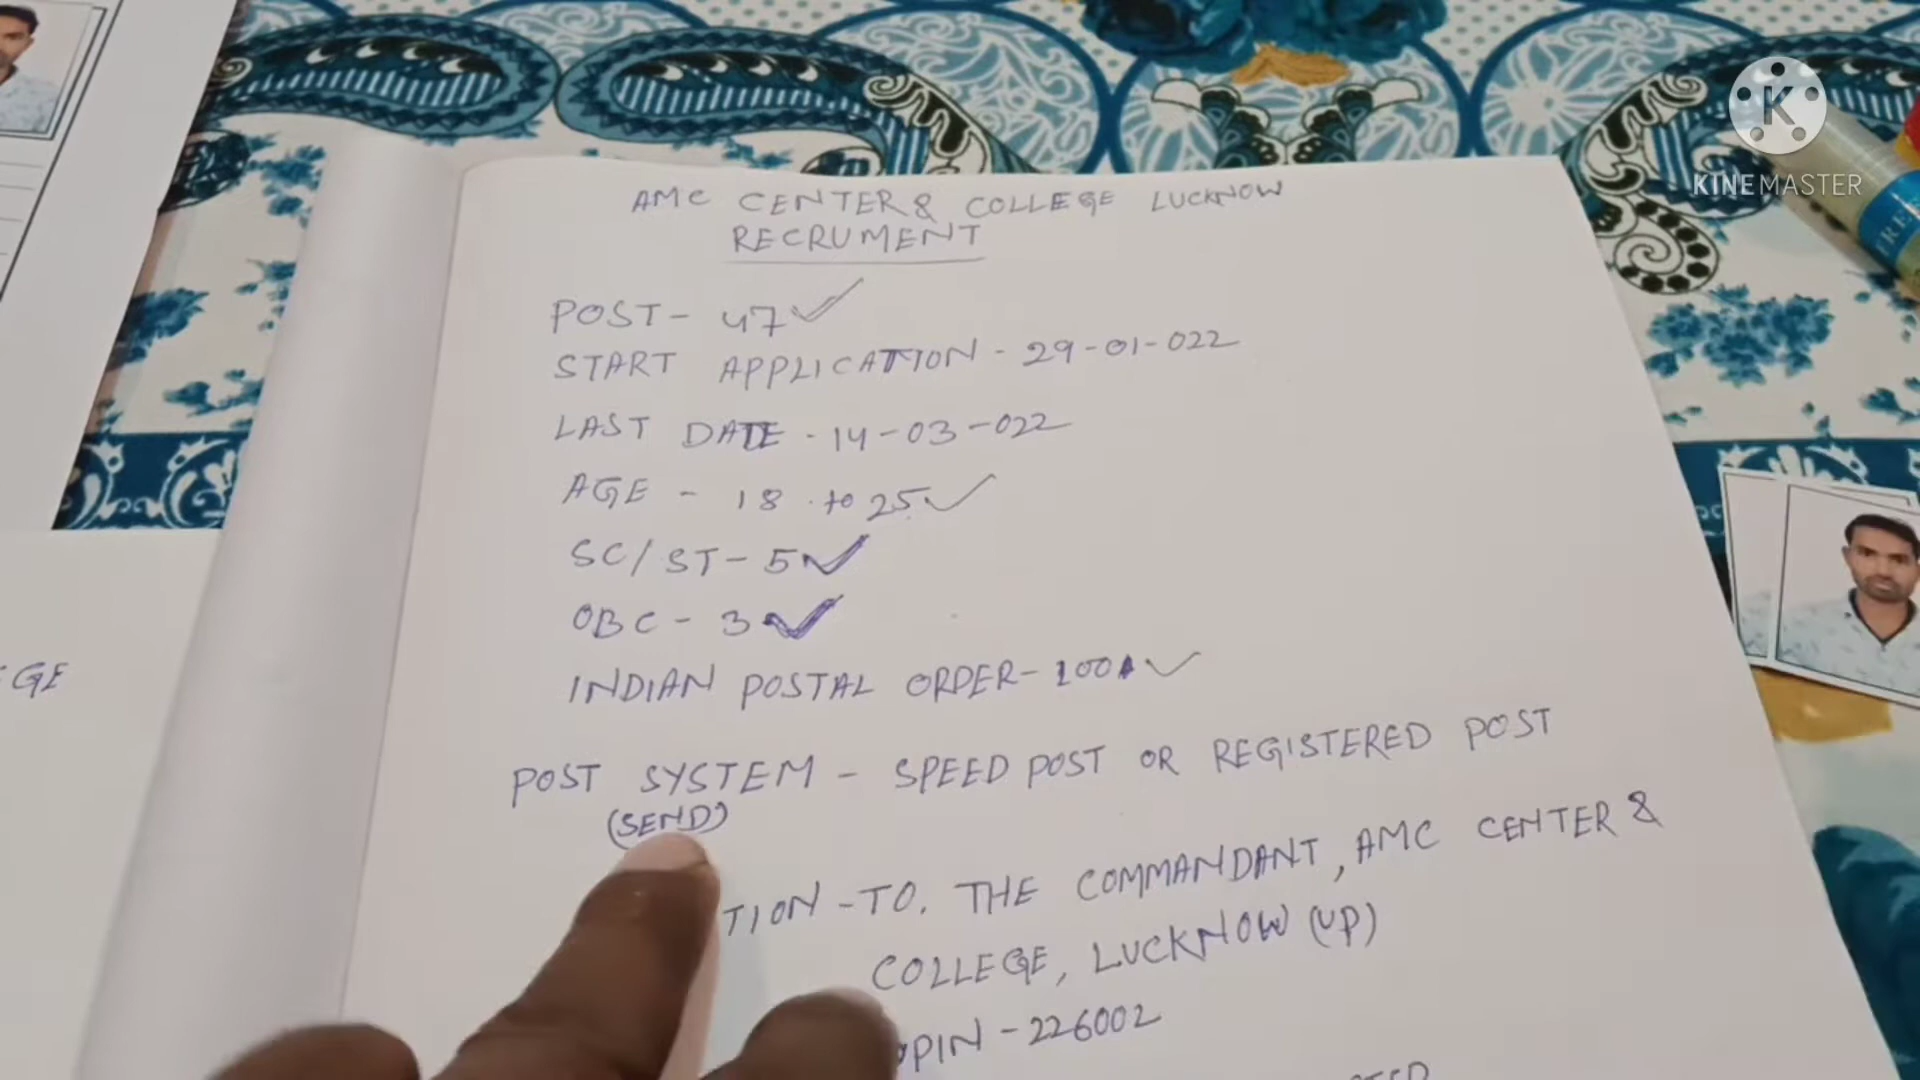 KINEMASTER
FREE
AMC CENTER & COLLEGE LUCKNOW
RECRUMENT
POST - 47
START APPLICATION - 29-01-022
LAST DATE - 14-03-022
AGE - 18 to 25
SC/ST - 5
OBC - 3
INDIAN POSTAL ORDER - 100
GE
POST SYSTEM - SPEED POST OR REGISTERED POST
(SEND)
TION - TO. THE COMMANDANT, AMC CENTER &
COLLEGE, LUCKNOW (UP)
PIN - 226002